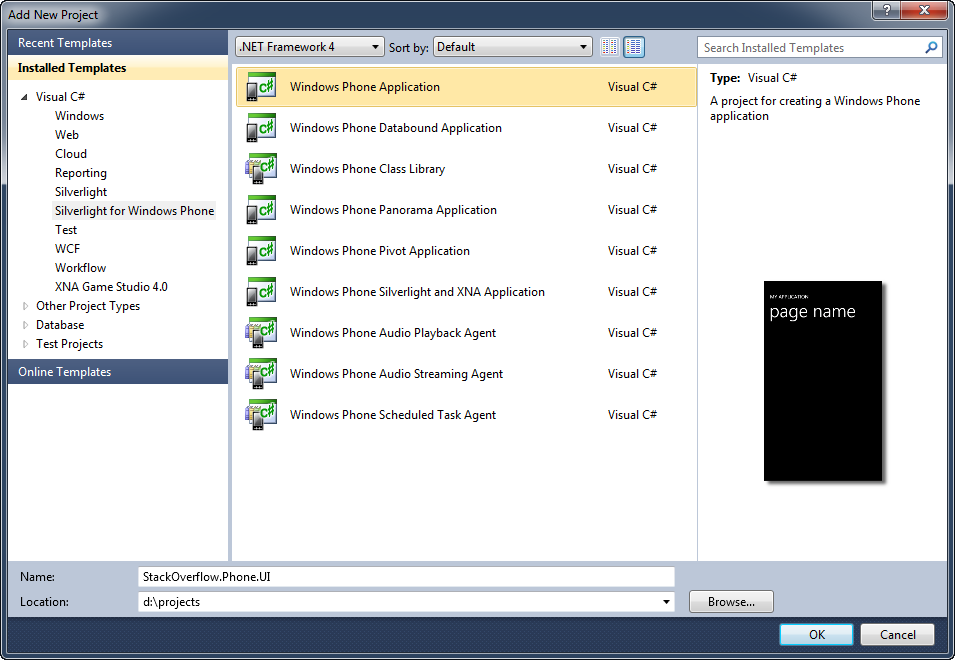 Add New Project
?
Recent Templates
Installed Templates
Visual C#
Windows
Web
Cloud
Reporting
Silverlight
Silverlight for Windows Phone
Test
WCF
Workflow
XNA Game Studio 4.0
Other Project Types
Database
Test Projects
Online Templates
.NET Framework 4 Sort by: Default
Windows Phone Application Visual C#
Windows Phone Databound Application Visual C#
Windows Phone Class Library Visual C#
Windows Phone Panorama Application Visual C#
Windows Phone Pivot Application Visual C#
Windows Phone Silverlight and XNA Application Visual C#
Windows Phone Audio Playback Agent Visual C#
Windows Phone Audio Streaming Agent Visual C#
Windows Phone Scheduled Task Agent Visual C#
Search Installed Templates
Type: Visual C#
A project for creating a Windows Phone
application
MY APPLICATION
page name
Name: StackOverflow.Phone.UI
Location: d:\projects Browse...
OK Cancel